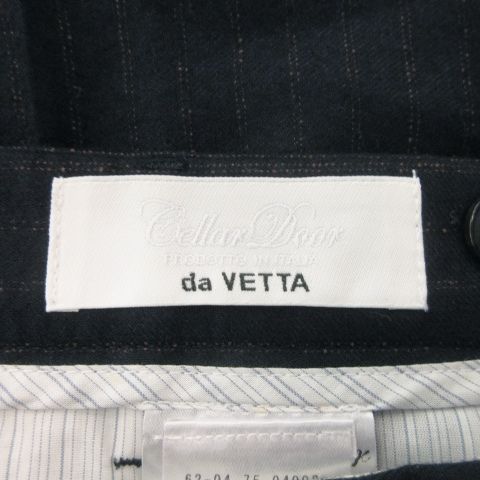 Cellar Door
PRODOTTO IN ITALIA
da VETTA